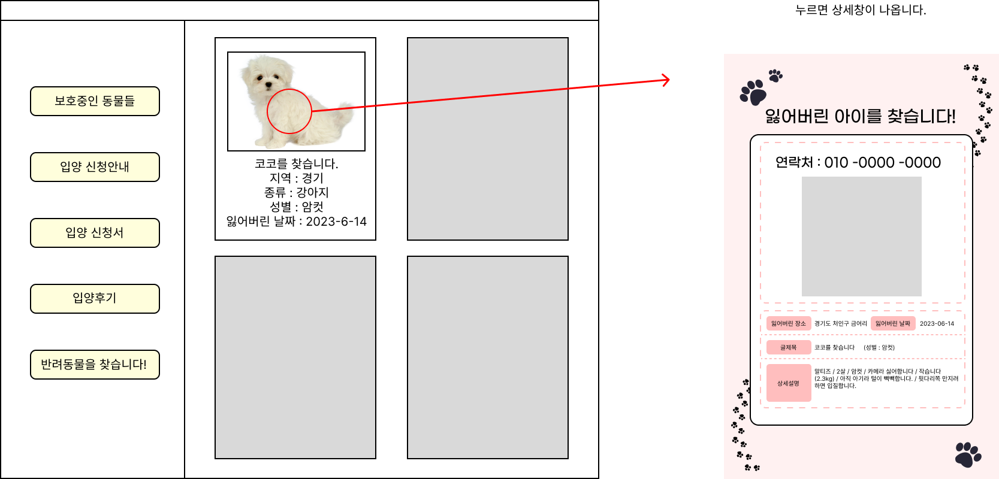 누르면 상세창이 나옵니다.
보호중인 동물들
입양 신청안내
입양 신청서
입양후기
반려동물을 찾습니다!
코코를 찾습니다.
지역 : 경기
종류 : 강아지
성별 : 암컷
잃어버린 날짜 : 2023-6-14
잃어버린 아이를 찾습니다!
연락처 : 010 -0000 -0000
잃어버린 장소 경기도 처인구 금어리 잃어버린 날짜 2023-06-14
글제목 코코를 찾습니다 (성별 : 암컷)
상세설명
말티즈 / 2살 / 암컷 / 카메라 싫어합니다 / 작습니다
(2.3kg) / 아직 아기라 털이 빽빽합니다. / 뒷다리쪽 만지려
하면 입질합니다.